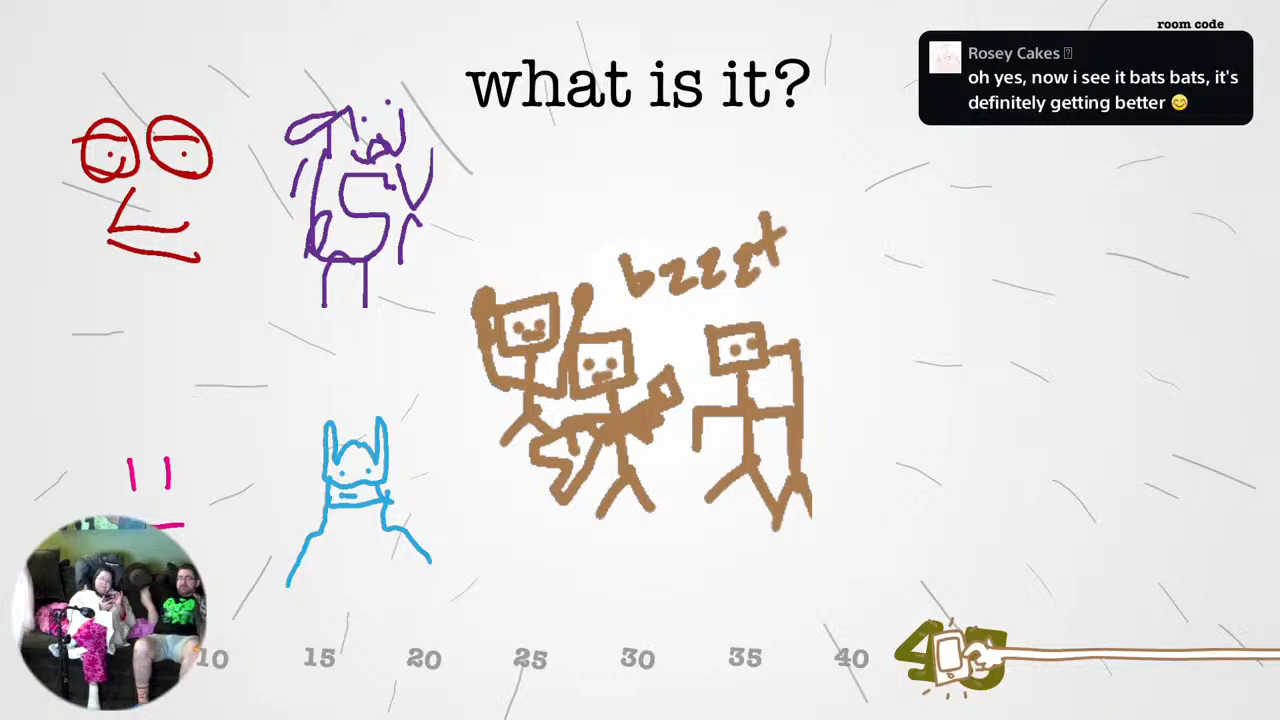 room code
what is it?
Rosey Cakes
oh yes, now i see it bats bats, it's
definitely getting better 😊
bzzzt
10 15 20 25 30 35 40 45